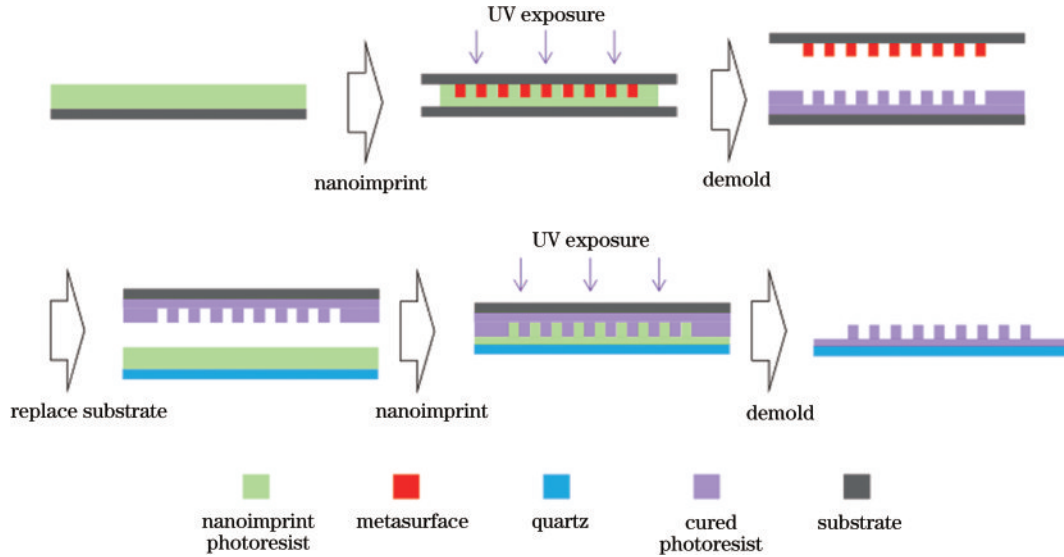 UV exposure
nanoimprint
demold
UV exposure
replace substrate
nanoimprint
demold
nanoimprint
photoresist
metasurface
quartz
cured
photoresist
substrate